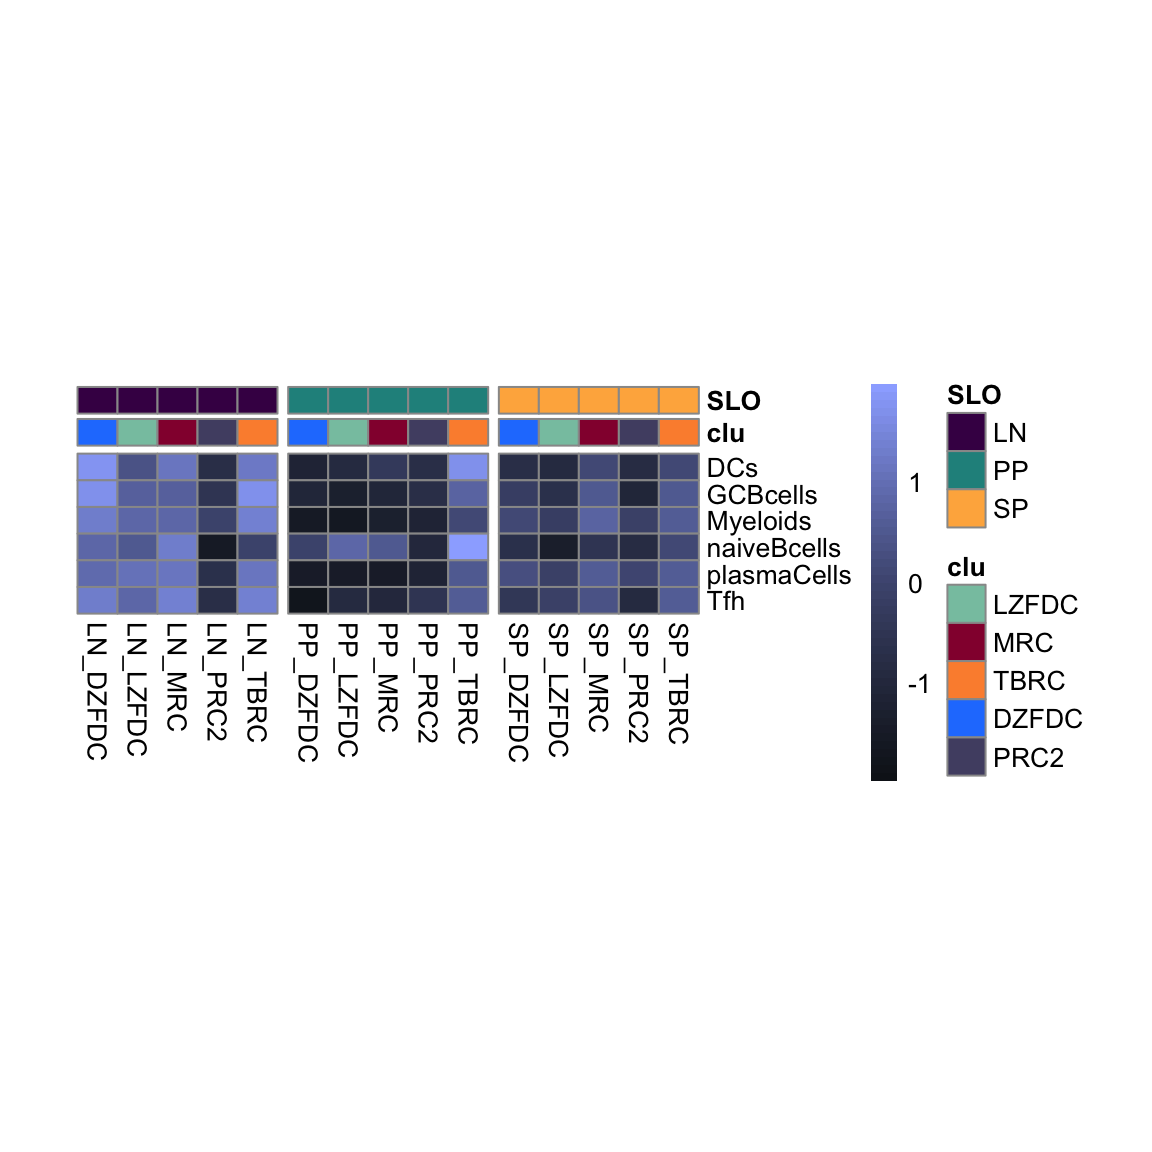 SLO
clu
DCs
GCBcells
Myeloids
naiveBcells
plasmaCells
Tfh
LN_DZFDC
LN_LZFDC
LN_MRC
LN_PRC2
LN_TBRC
PP_DZFDC
PP_LZFDC
PP_MRC
PP_PRC2
PP_TBRC
SP_DZFDC
SP_LZFDC
SP_MRC
SP_PRC2
SP_TBRC
1
0
-1
SLO
LN
PP
SP
clu
LZFDC
MRC
TBRC
DZFDC
PRC2